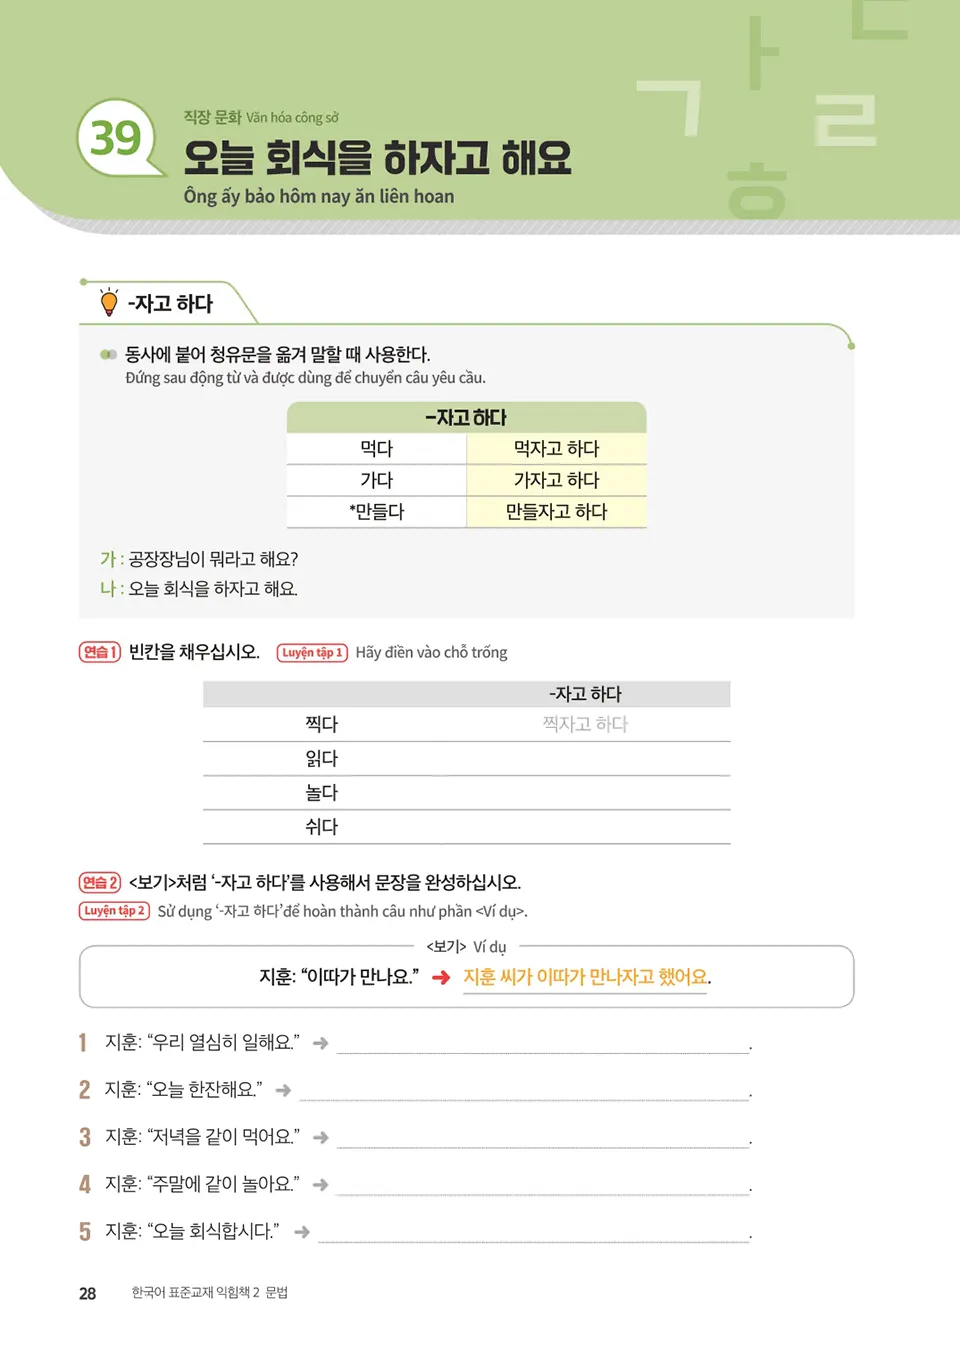 39
직장 문화 Văn hóa công sở
오늘 회식을 하자고 해요
Ông ấy bảo hôm nay ăn liên hoan
ㄱ ㅏ ㄷ ㄹ ㅎ
-자고 하다
동사에 붙어 청유문을 옮겨 말할 때 사용한다.
Đứng sau động từ và được dùng để chuyển câu yêu cầu.
-자고 하다
먹다 먹자고 하다
가다 가자고 하다
*만들다 만들자고 하다
가 : 공장장님이 뭐라고 해요?
나 : 오늘 회식을 하자고 해요.
연습 1 빈칸을 채우십시오. Luyện tập 1 Hãy điền vào chỗ trống
-자고 하다
찍다 찍자고 하다
읽다
놀다
쉬다
연습 2 <보기>처럼 ‘-자고 하다’를 사용해서 문장을 완성하십시오.
Luyện tập 2 Sử dụng ‘-자고 하다’để hoàn thành câu như phần <Ví dụ>.
<보기> Ví dụ
지훈: “이따가 만나요.” ➜ 지훈 씨가 이따가 만나자고 했어요.
1 지훈: “우리 열심히 일해요.” ➜ .
2 지훈: “오늘 한잔해요.” ➜ .
3 지훈: “저녁을 같이 먹어요.” ➜ .
4 지훈: “주말에 같이 놀아요.” ➜ .
5 지훈: “오늘 회식합시다.” ➜ .
28 한국어 표준교재 익힘책 2 문법